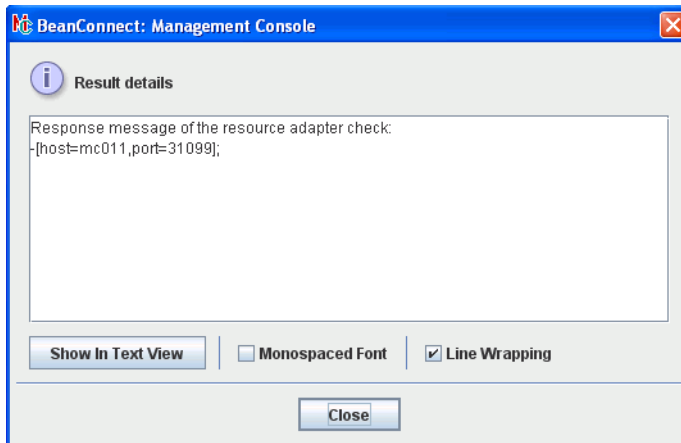 MC BeanConnect: Management Console
i Result details
Response message of the resource adapter check:
-[host=mc011,port=31099];
Show In Text View Monospaced Font Line Wrapping
Close